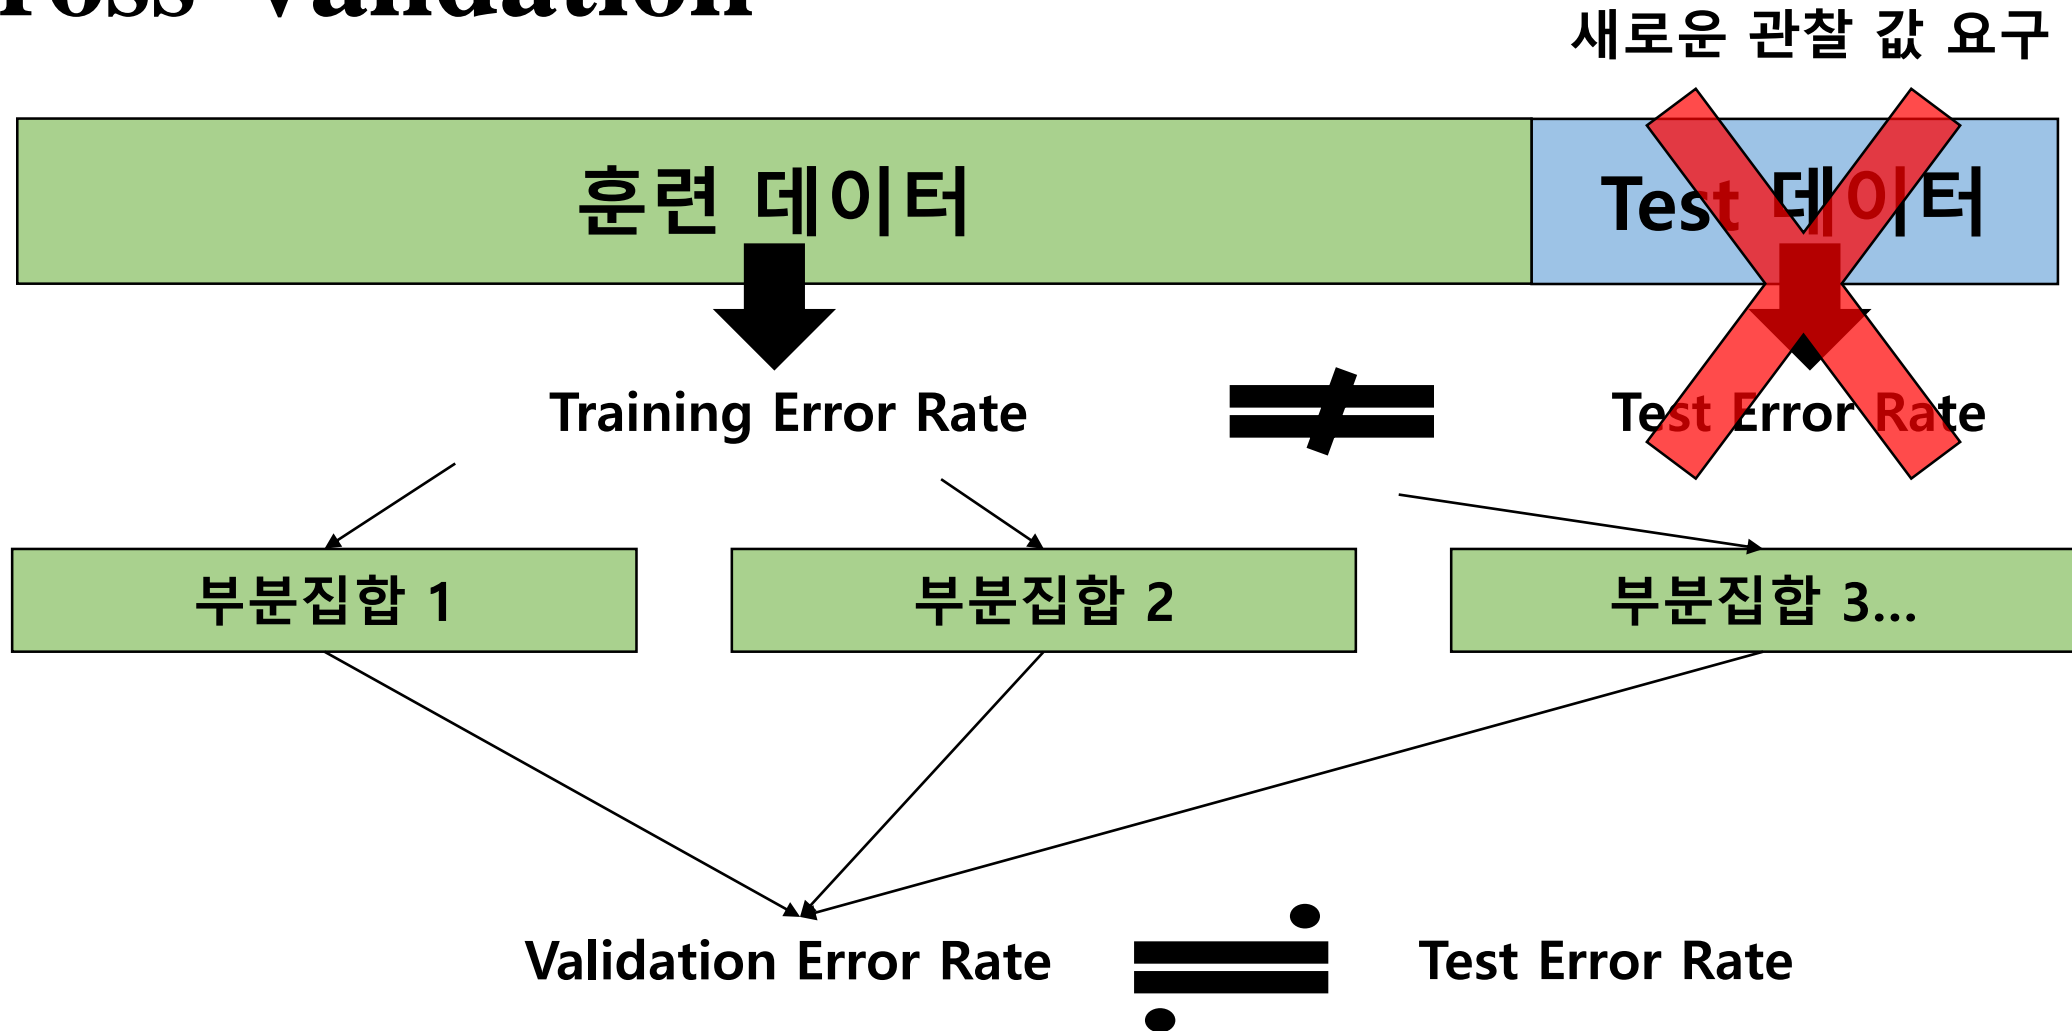 ross Validation
새로운 관찰 값 요구
훈련 데이터
Test 데이터
Training Error Rate
Test Error Rate
부분집합 1
부분집합 2
부분집합 3...
Validation Error Rate
Test Error Rate